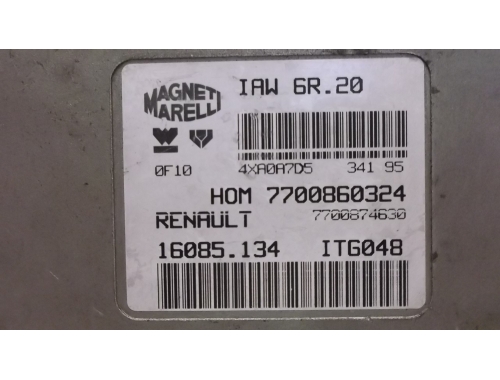 MAGNETI
MARELLI
IAW 6R.20
0F10 4XA0A7D5 341 95
HOM 7700860324
RENAULT 7700874630
16085.134 ITG048